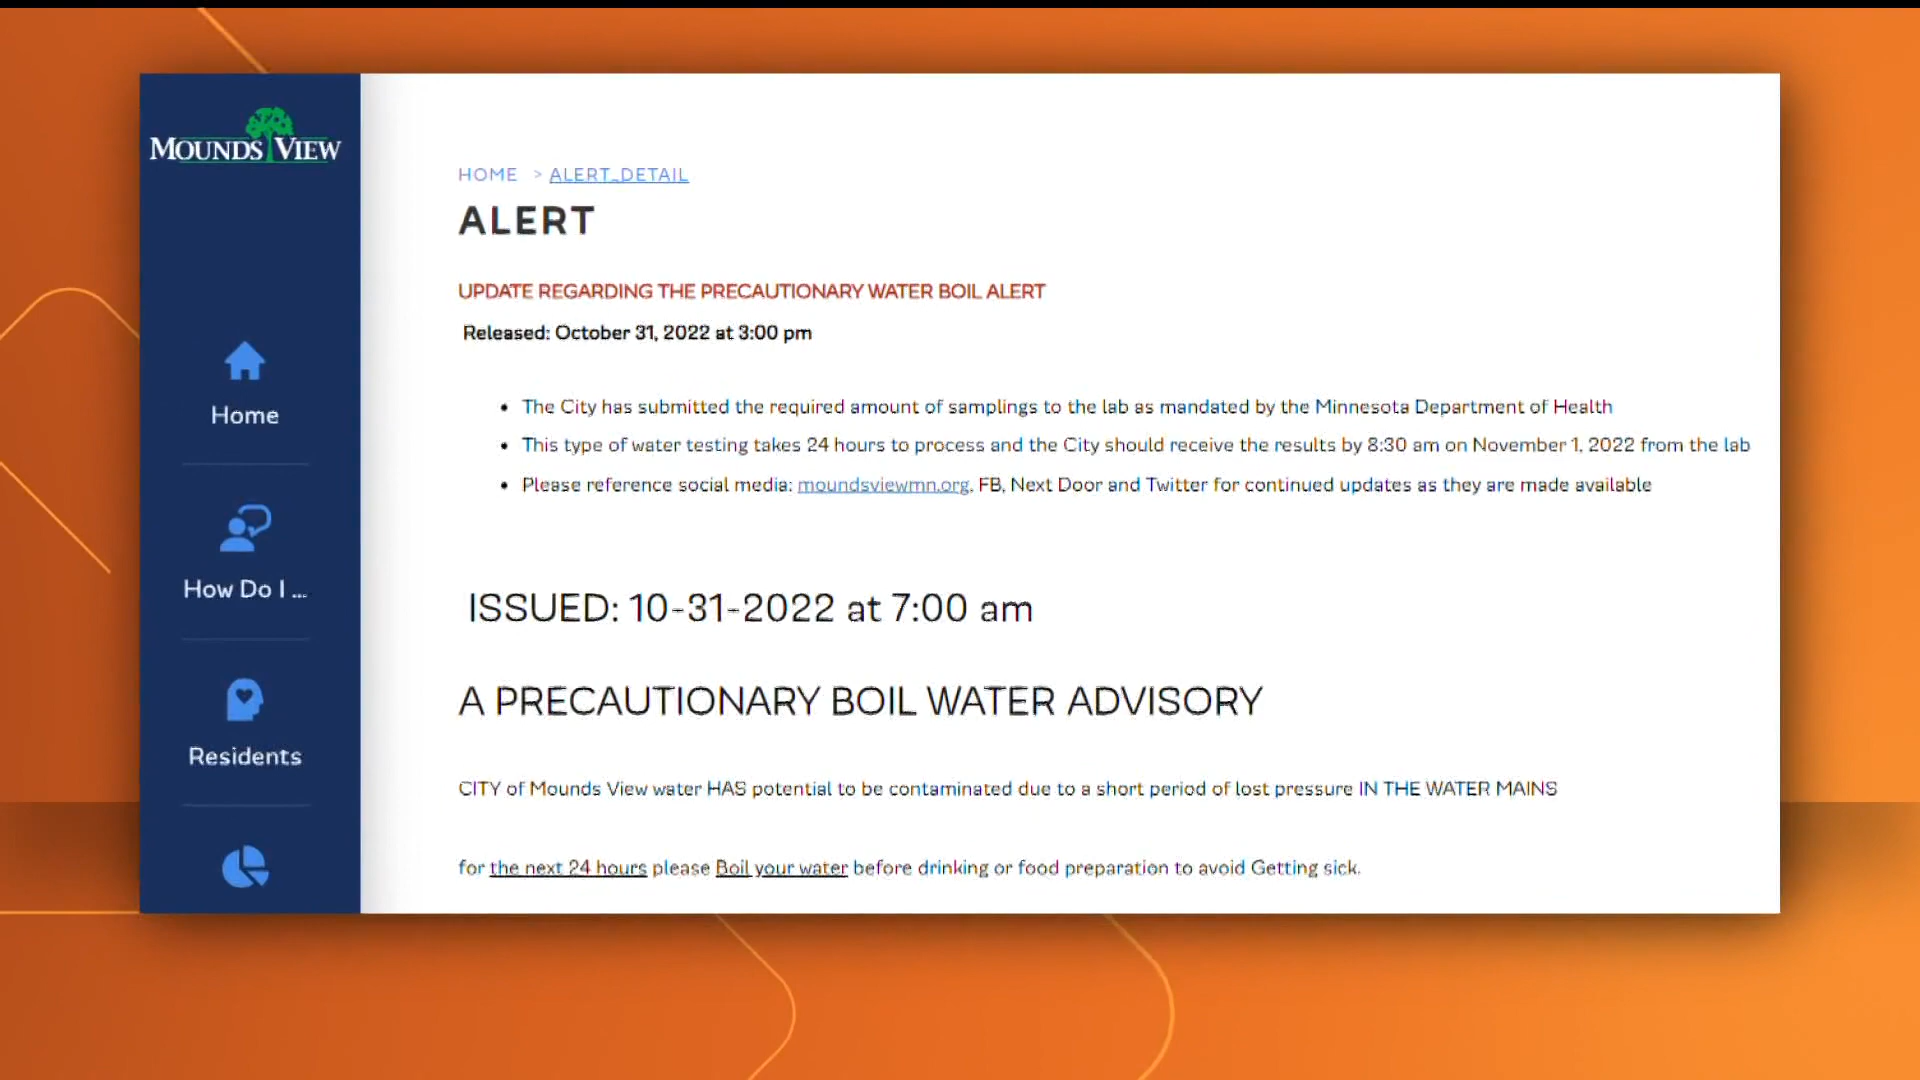 MOUNDS VIEW
HOME > ALERT_DETAIL
ALERT
UPDATE REGARDING THE PRECAUTIONARY WATER BOIL ALERT
Released: October 31, 2022 at 3:00 pm
• The City has submitted the required amount of samplings to the lab as mandated by the Minnesota Department of Health
• This type of water testing takes 24 hours to process and the City should receive the results by 8:30 am on November 1, 2022 from the lab
• Please reference social media: moundsviewmn.org, FB, Next Door and Twitter for continued updates as they are made available
ISSUED: 10-31-2022 at 7:00 am
A PRECAUTIONARY BOIL WATER ADVISORY
CITY of Mounds View water HAS potential to be contaminated due to a short period of lost pressure IN THE WATER MAINS
for the next 24 hours please Boil your water before drinking or food preparation to avoid Getting sick.
Home
How Do I ...
Residents